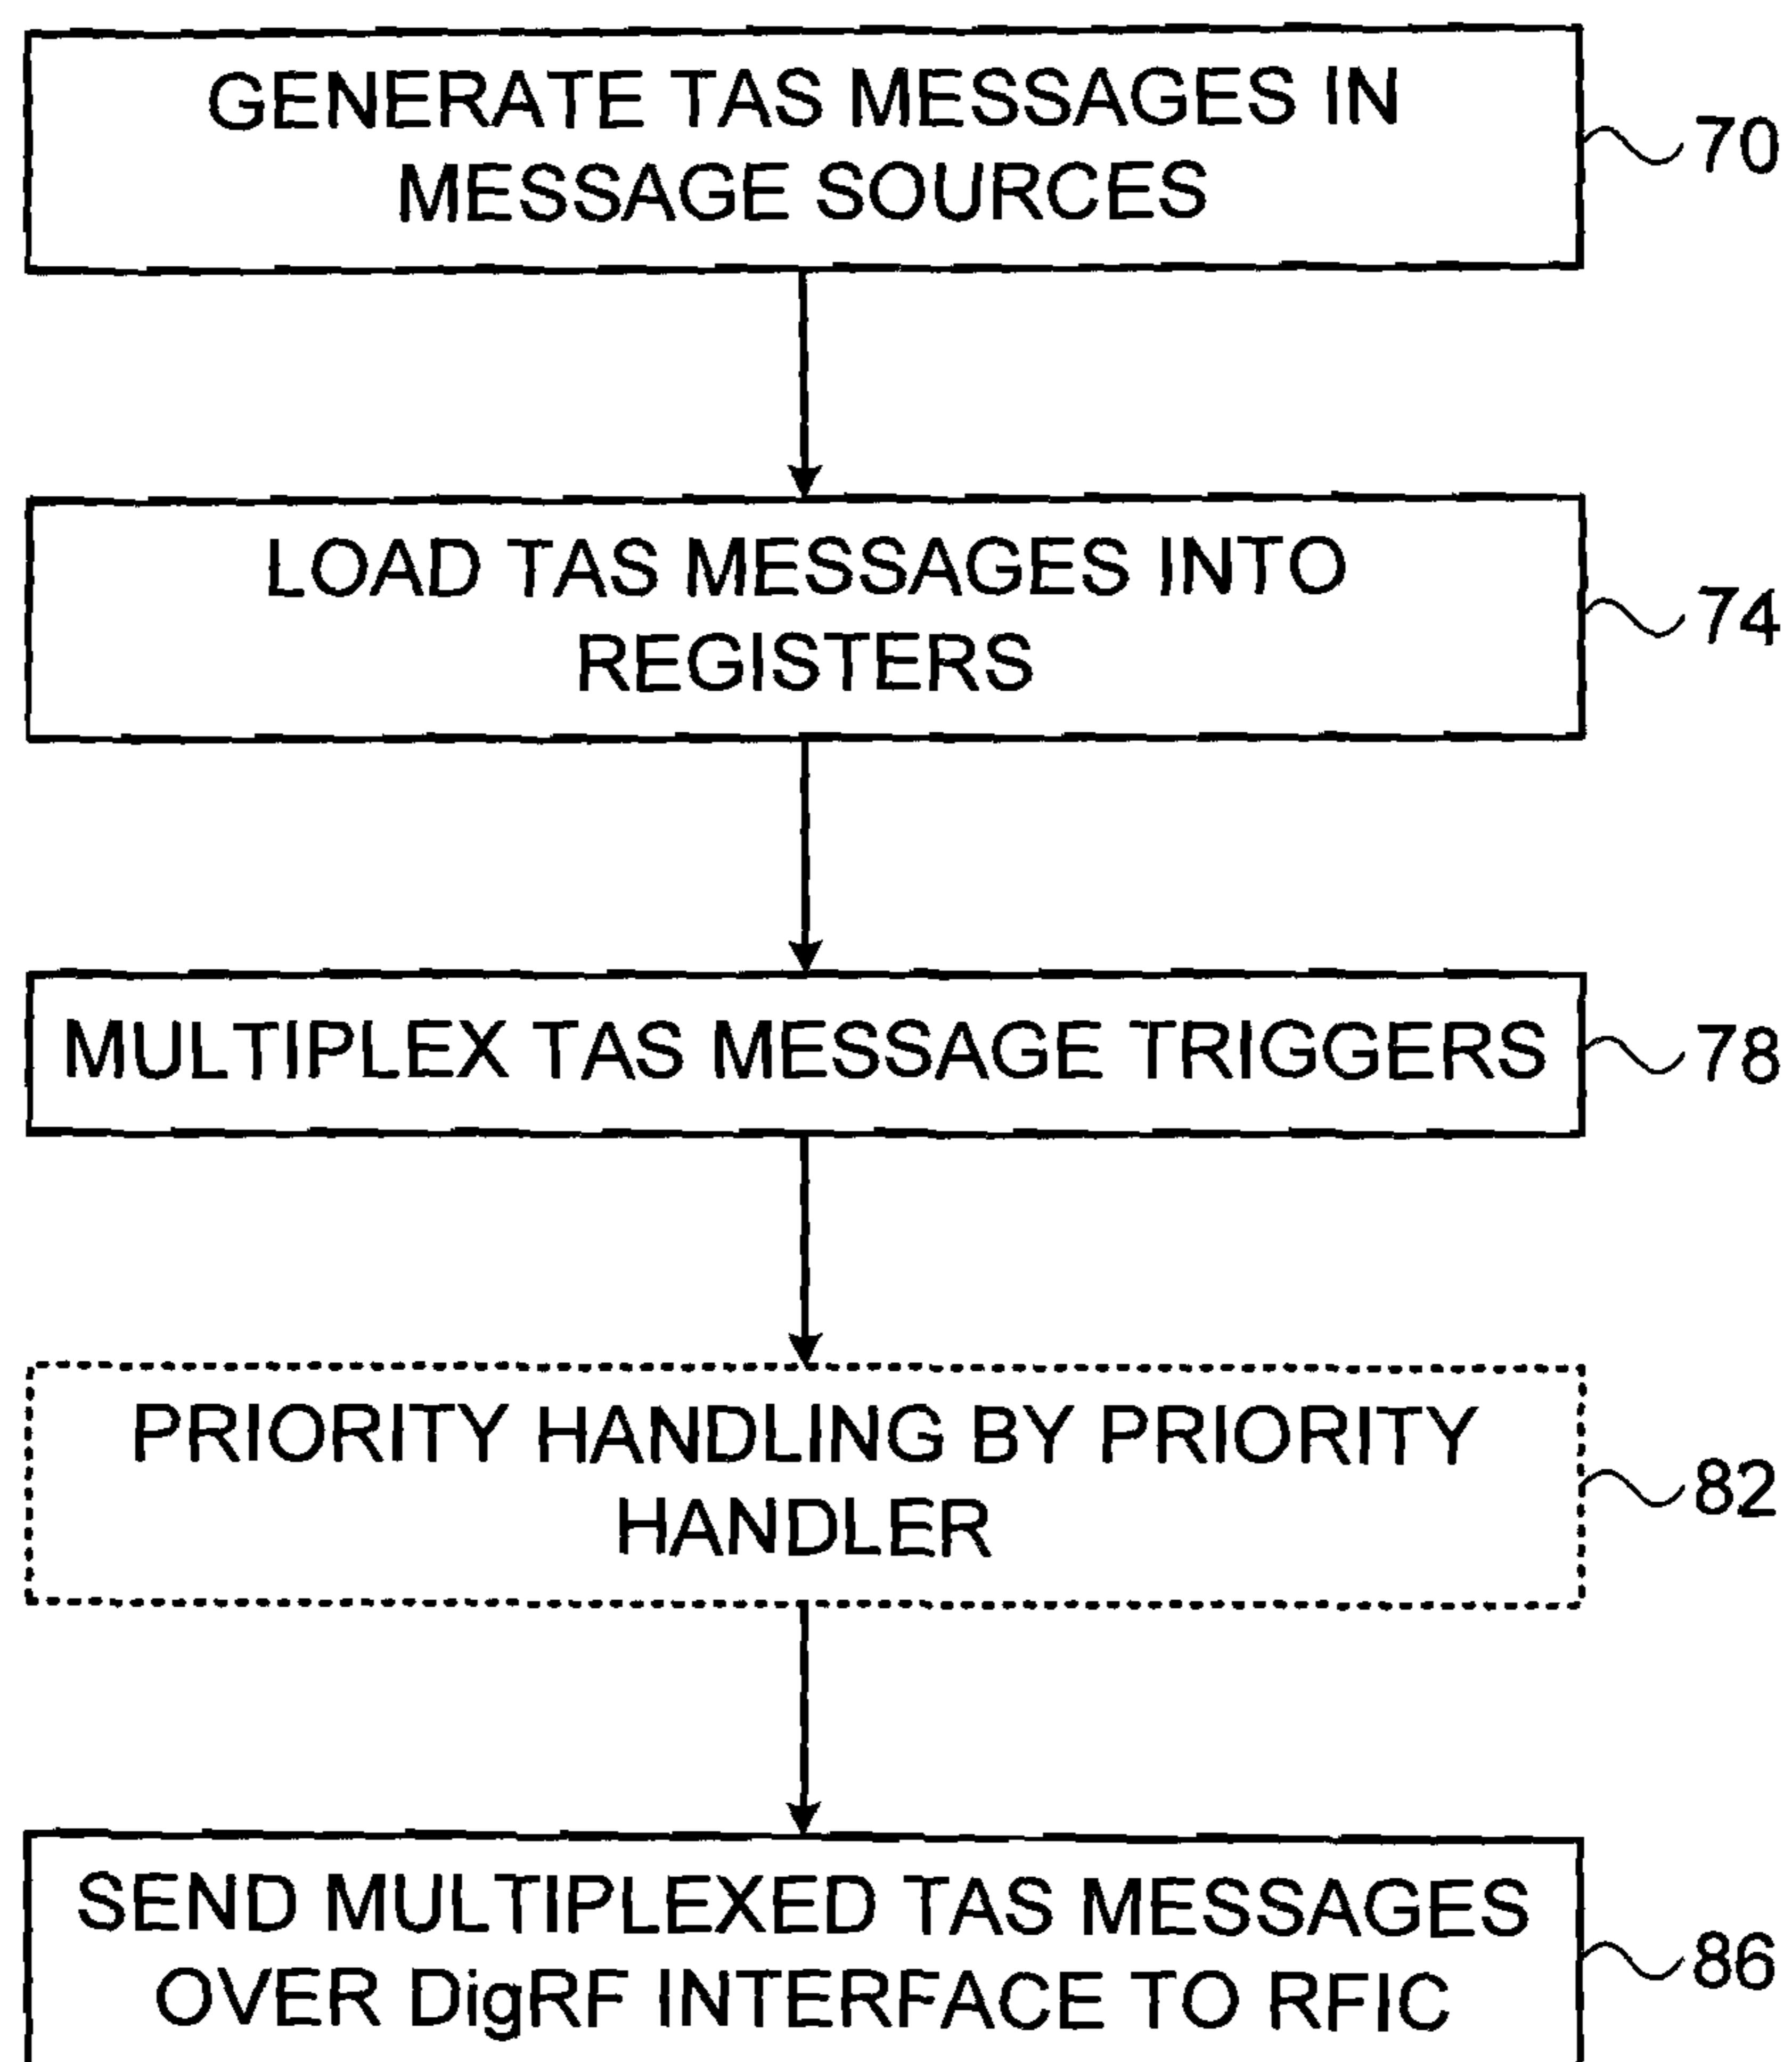 GENERATE TAS MESSAGES IN
MESSAGE SOURCES
70
LOAD TAS MESSAGES INTO
REGISTERS
74
MULTIPLEX TAS MESSAGE TRIGGERS
78
PRIORITY HANDLING BY PRIORITY
HANDLER
82
SEND MULTIPLEXED TAS MESSAGES
OVER DigRF INTERFACE TO RFIC
86